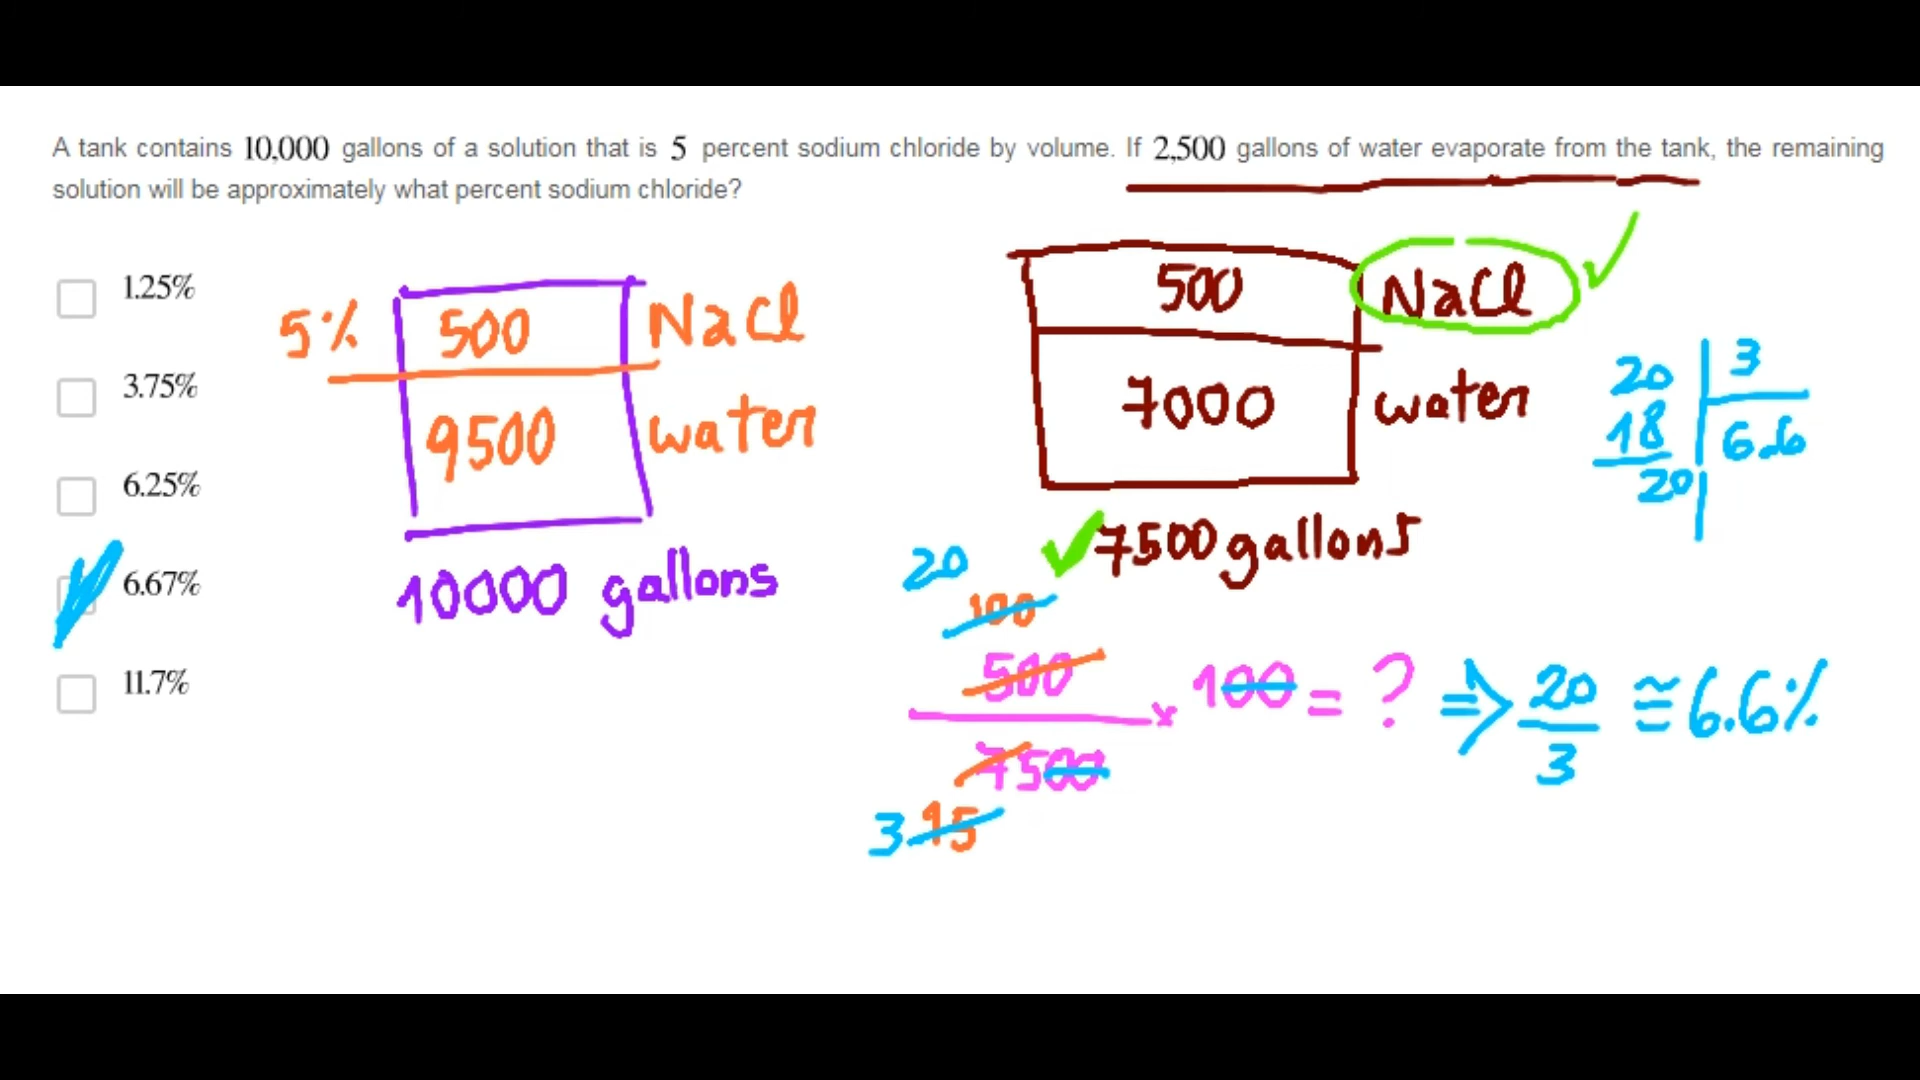 A tank contains 10,000 gallons of a solution that is 5 percent sodium chloride by volume. If 2,500 gallons of water evaporate from the tank, the remaining
solution will be approximately what percent sodium chloride?
1.25%
3.75%
6.25%
6.67%
11.7%
5% 500 NaCl
9500 water
10000 gallons
500 NaCl
7000 water
7500 gallons
20 3
18 6.6
20
20
100
500
7500
× 100 = ? ⇒ 20/3 ≅ 6.6%
3 15